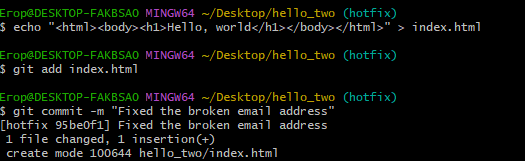 Егор@DESKTOP-FAKBSAO MINGW64 ~/Desktop/hello_two (hotfix)
$ echo "<html><body><h1>Hello, world</h1></body></html>" > index.html
Егор@DESKTOP-FAKBSAO MINGW64 ~/Desktop/hello_two (hotfix)
$ git add index.html
Егор@DESKTOP-FAKBSAO MINGW64 ~/Desktop/hello_two (hotfix)
$ git commit -m "Fixed the broken email address"
[hotfix 95be0f1] Fixed the broken email address
1 file changed, 1 insertion(+)
create mode 100644 hello_two/index.html